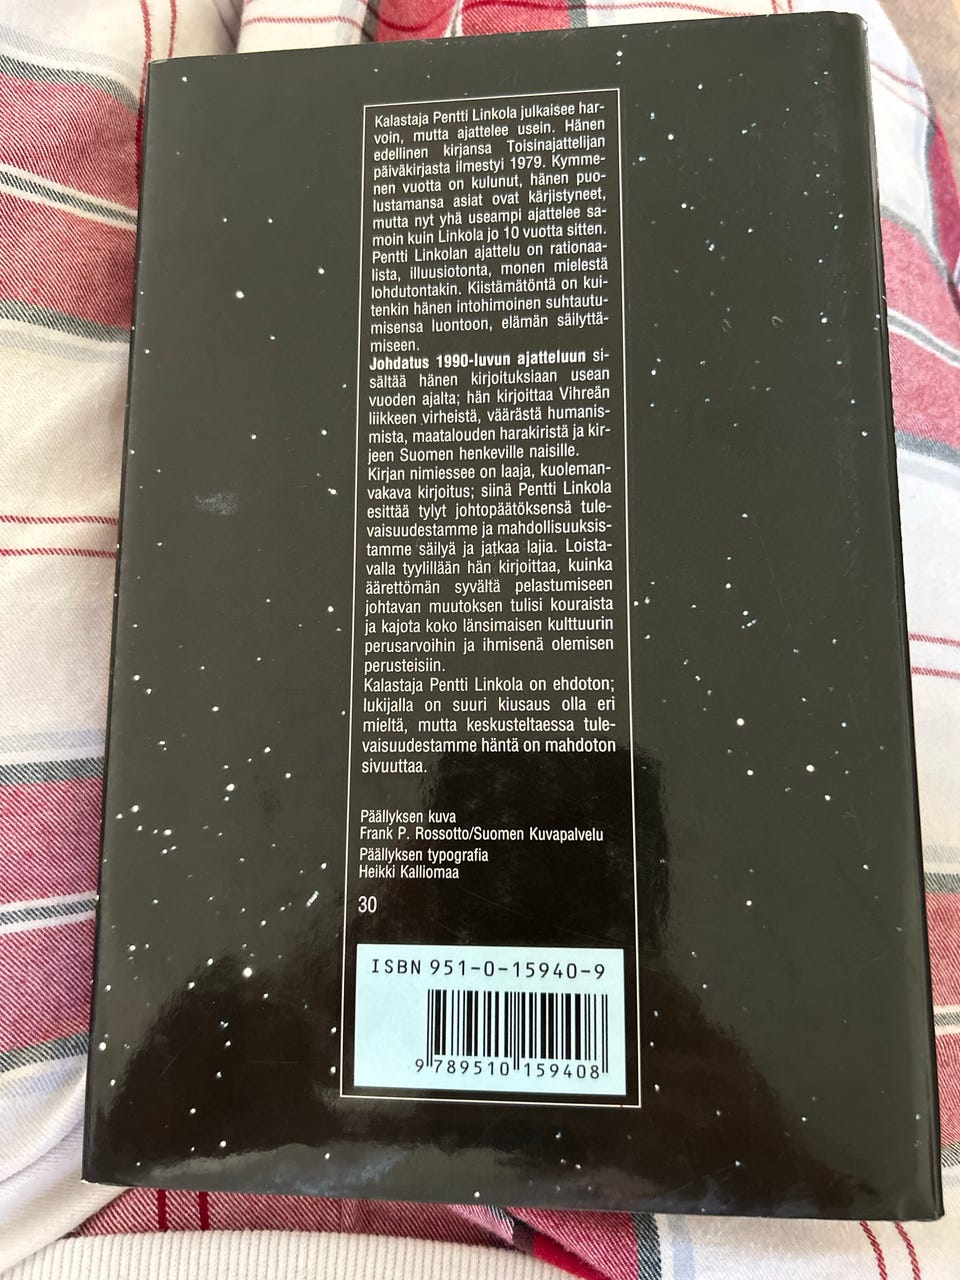 Kalastaja Pentti Linkola julkaisee har-
voin, mutta ajattelee usein. Hänen
edellinen kirjansa Toisinajattelijan
päiväkirjasta ilmestyi 1979. Kymme-
nen vuotta on kulunut, hänen puo-
lustamansa asiat ovat kärjistyneet,
mutta nyt yhä useampi ajattelee sa-
moin kuin Linkola jo 10 vuotta sitten.
Pentti Linkolan ajattelu on rationaa-
lista, illuusiotonta, monen mielestä
lohdutontakin. Kiistämätöntä on kui-
tenkin hänen intohimoinen suhtautu-
misensa luontoon, elämän säilyttä-
miseen.
Johdatus 1990-luvun ajatteluun si-
sältää hänen kirjoituksiaan usean
vuoden ajalta; hän kirjoittaa Vihreän
liikkeen virheistä, väärästä humanis-
mista, maatalouden harakiristä ja kir-
jeen Suomen henkeville naisille.
Kirjan nimiessee on laaja, kuoleman-
vakava kirjoitus; siinä Pentti Linkola
esittää tylyt johtopäätöksensä tule-
vaisuudestamme ja mahdollisuuksis-
tamme säilyä ja jatkaa lajia. Loista-
valla tyylillään hän kirjoittaa, kuinka
äärettömän syvältä pelastumiseen
johtavan muutoksen tulisi kouraista
ja kajota koko länsimaisen kulttuurin
perusarvoihin ja ihmisenä olemisen
perusteisiin.
Kalastaja Pentti Linkola on ehdoton;
lukijalla on suuri kiusaus olla eri
mieltä, mutta keskusteltaessa tule-
vaisuudestamme häntä on mahdoton
sivuuttaa.
Päällyksen kuva
Frank P. Rossotto/Suomen Kuvapalvelu
Päällyksen typografia
Heikki Kalliomaa
30
ISBN 951-0-15940-9
9 789510 159408